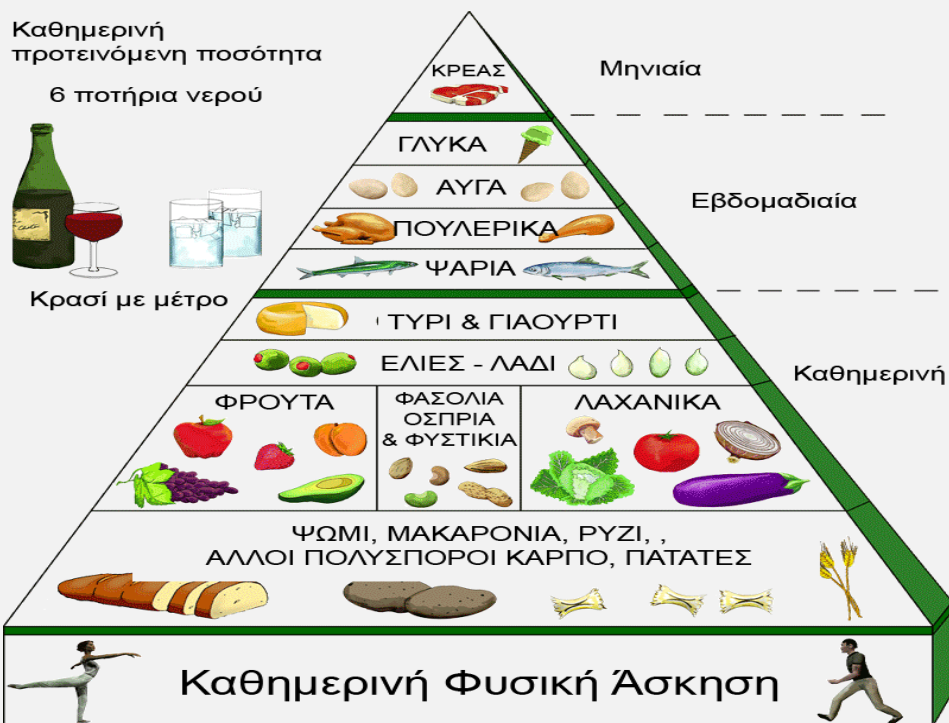 Καθημερινή
προτεινόμενη ποσότητα
6 ποτήρια νερού
Κρασί με μέτρο
ΚΡΕΑΣ
Μηνιαία
ΓΛΥΚΑ
ΑΥΓΑ
ΠΟΥΛΕΡΙΚΑ
ΨΑΡΙΑ
Εβδομαδιαία
ΤΥΡΙ & ΓΙΑΟΥΡΤΙ
ΕΛΙΕΣ - ΛΑΔΙ
Καθημερινή
ΦΡΟΥΤΑ
ΦΑΣΟΛΙΑ
ΟΣΠΡΙΑ
& ΦΥΣΤΙΚΙΑ
ΛΑΧΑΝΙΚΑ
ΨΩΜΙ, ΜΑΚΑΡΟΝΙΑ, ΡΥΖΙ, ,
ΑΛΛΟΙ ΠΟΛΥΣΠΟΡΟΙ ΚΑΡΠΟ, ΠΑΤΑΤΕΣ
Καθημερινή Φυσική Άσκηση